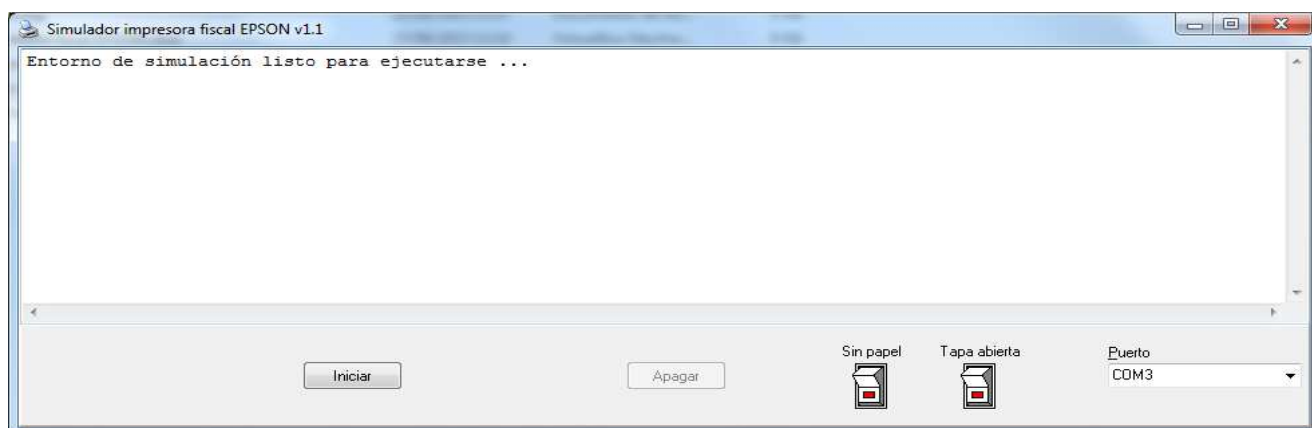 Simulador impresora fiscal EPSON v1.1
Entorno de simulación listo para ejecutarse ...
Sin papel Tapa abierta Puerto
Iniciar Apagar COM3